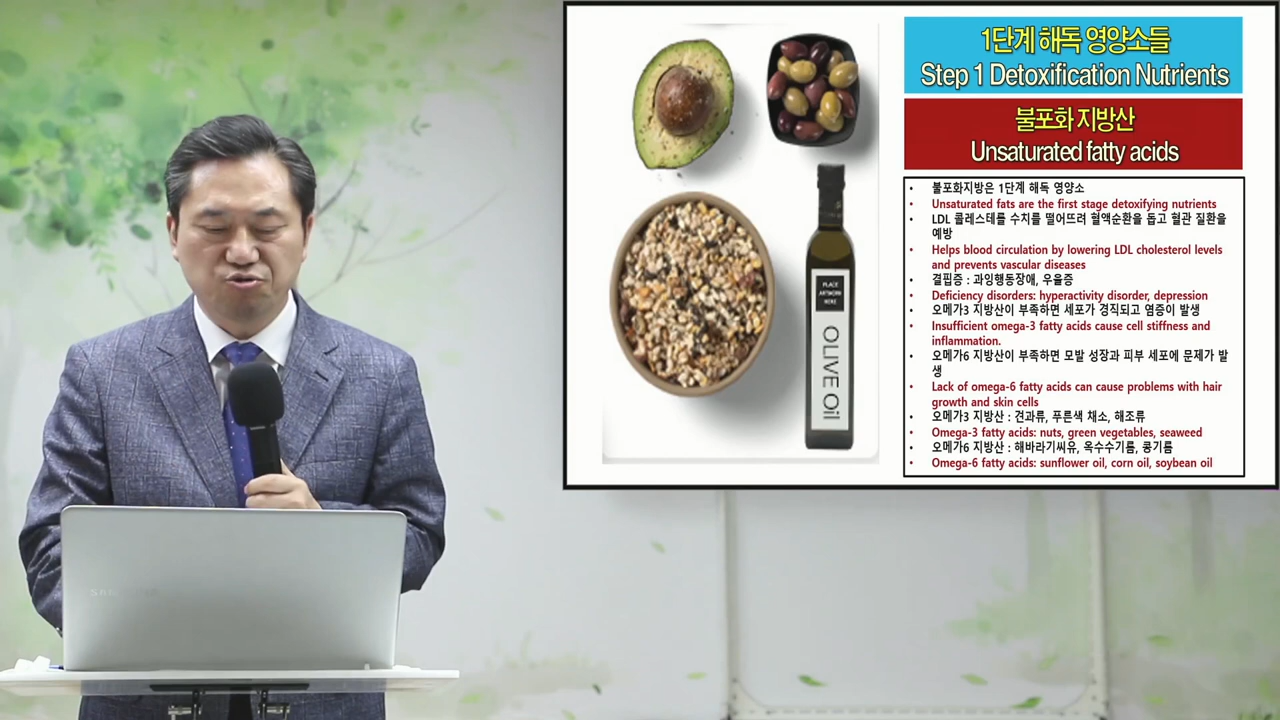 1단계 해독 영양소들
Step 1 Detoxification Nutrients
불포화 지방산
Unsaturated fatty acids
• 불포화지방은 1단계 해독 영양소
• Unsaturated fats are the first stage detoxifying nutrients
• LDL 콜레스테롤 수치를 떨어뜨려 혈액순환을 돕고 혈관 질환을
예방
• Helps blood circulation by lowering LDL cholesterol levels
and prevents vascular diseases
• 결핍증 : 과잉행동장애, 우울증
• Deficiency disorders: hyperactivity disorder, depression
• 오메가3 지방산이 부족하면 세포가 경직되고 염증이 발생
• Insufficient omega-3 fatty acids cause cell stiffness and
inflammation.
• 오메가6 지방산이 부족하면 모발 성장과 피부 세포에 문제가 발
생
• Lack of omega-6 fatty acids can cause problems with hair
growth and skin cells
• 오메가3 지방산 : 견과류, 푸른색 채소, 해조류
• Omega-3 fatty acids: nuts, green vegetables, seaweed
• 오메가6 지방산 : 해바라기씨유, 옥수수기름, 콩기름
• Omega-6 fatty acids: sunflower oil, corn oil, soybean oil
PLACE
ARTWORK
HERE
OLIVE Oil
SAMSUNG